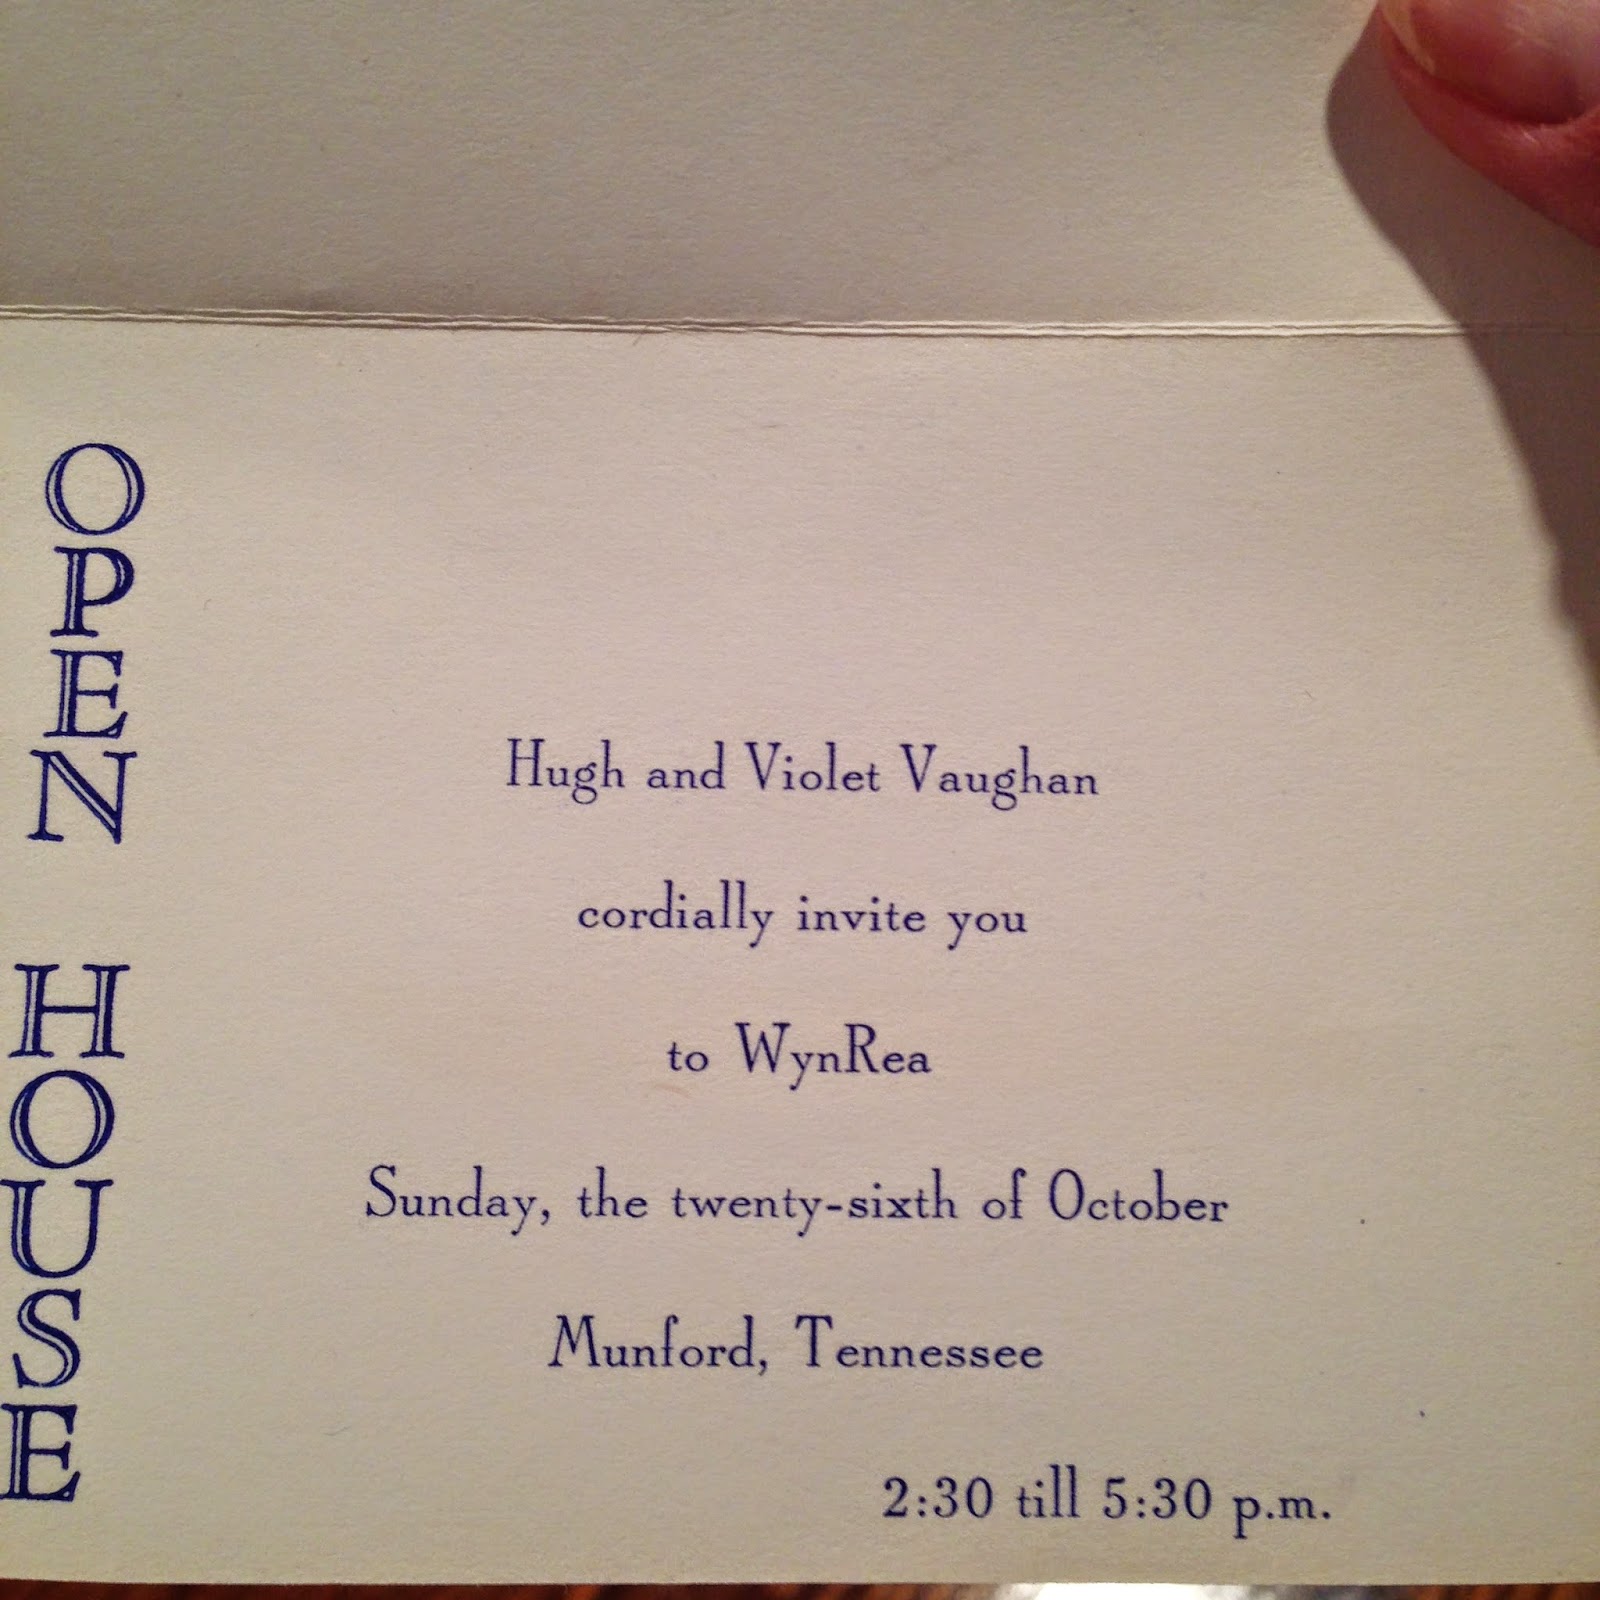 OPEN HOUSE
Hugh and Violet Vaughan
cordially invite you
to WynRea
Sunday, the twenty-sixth of October
Munford, Tennessee
2:30 till 5:30 p.m.